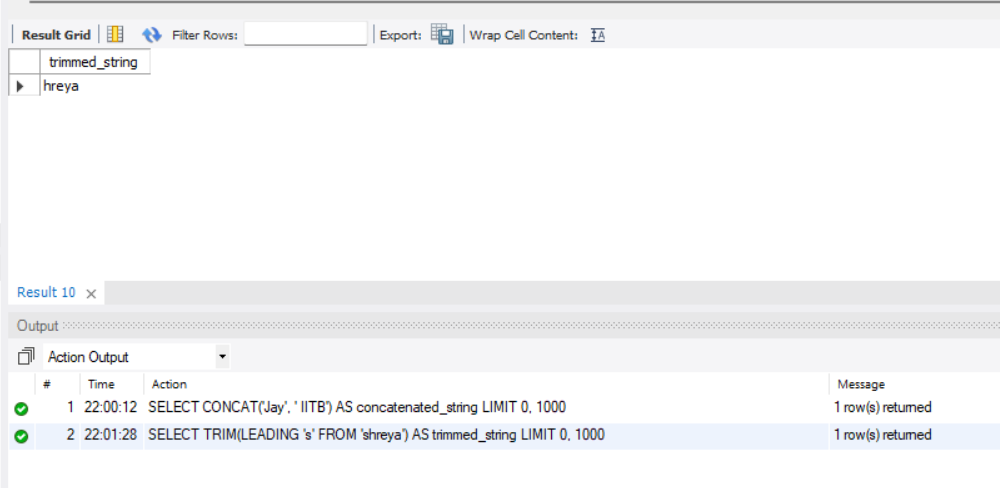 Result Grid Filter Rows: Export: Wrap Cell Content: IA
trimmed_string
hreya
Result 10
Output
Action Output
# Time Action Message
1 22:00:12 SELECT CONCAT('Jay', ' IITB') AS concatenated_string LIMIT 0, 1000 1 row(s) returned
2 22:01:28 SELECT TRIM(LEADING 's' FROM 'shreya') AS trimmed_string LIMIT 0, 1000 1 row(s) returned